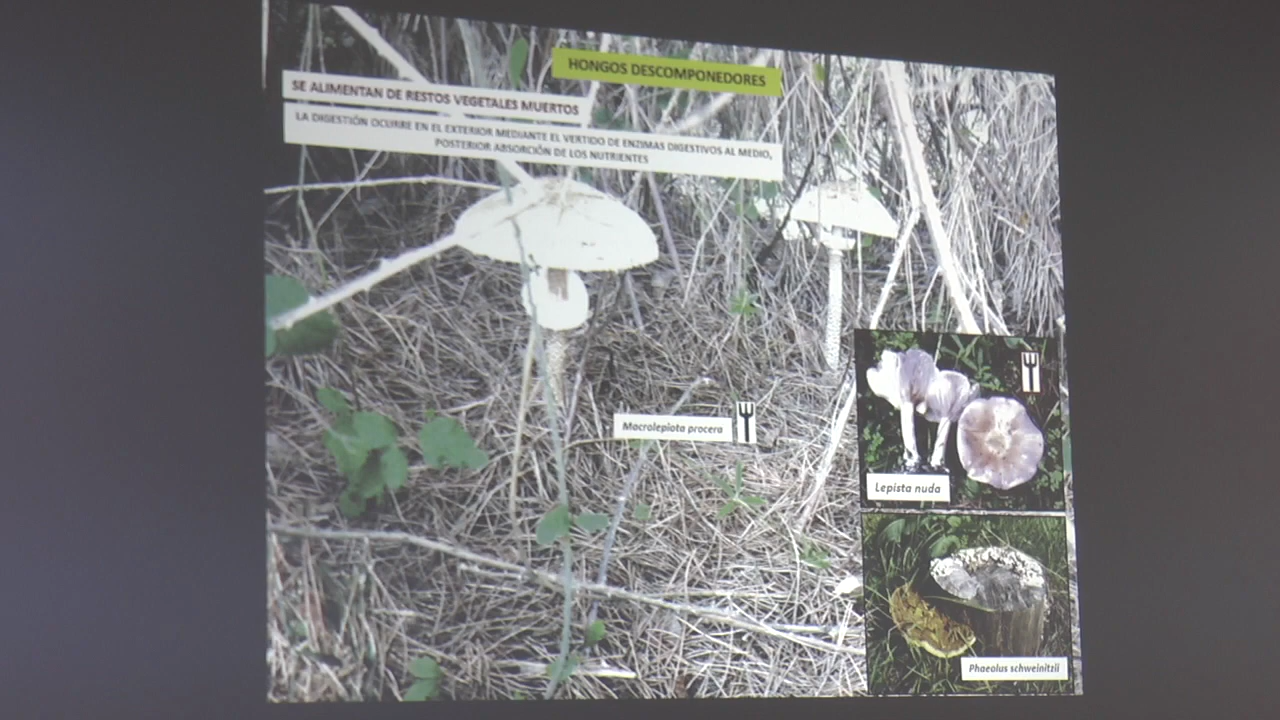 HONGOS DESCOMPONEDORES
SE ALIMENTAN DE RESTOS VEGETALES MUERTOS
LA DIGESTIÓN OCURRE EN EL EXTERIOR MEDIANTE EL VERTIDO DE ENZIMAS DIGESTIVOS AL MEDIO,
POSTERIOR ABSORCIÓN DE LOS NUTRIENTES
Macrolepiota procera
Lepista nuda
Phaeolus schweinitzii